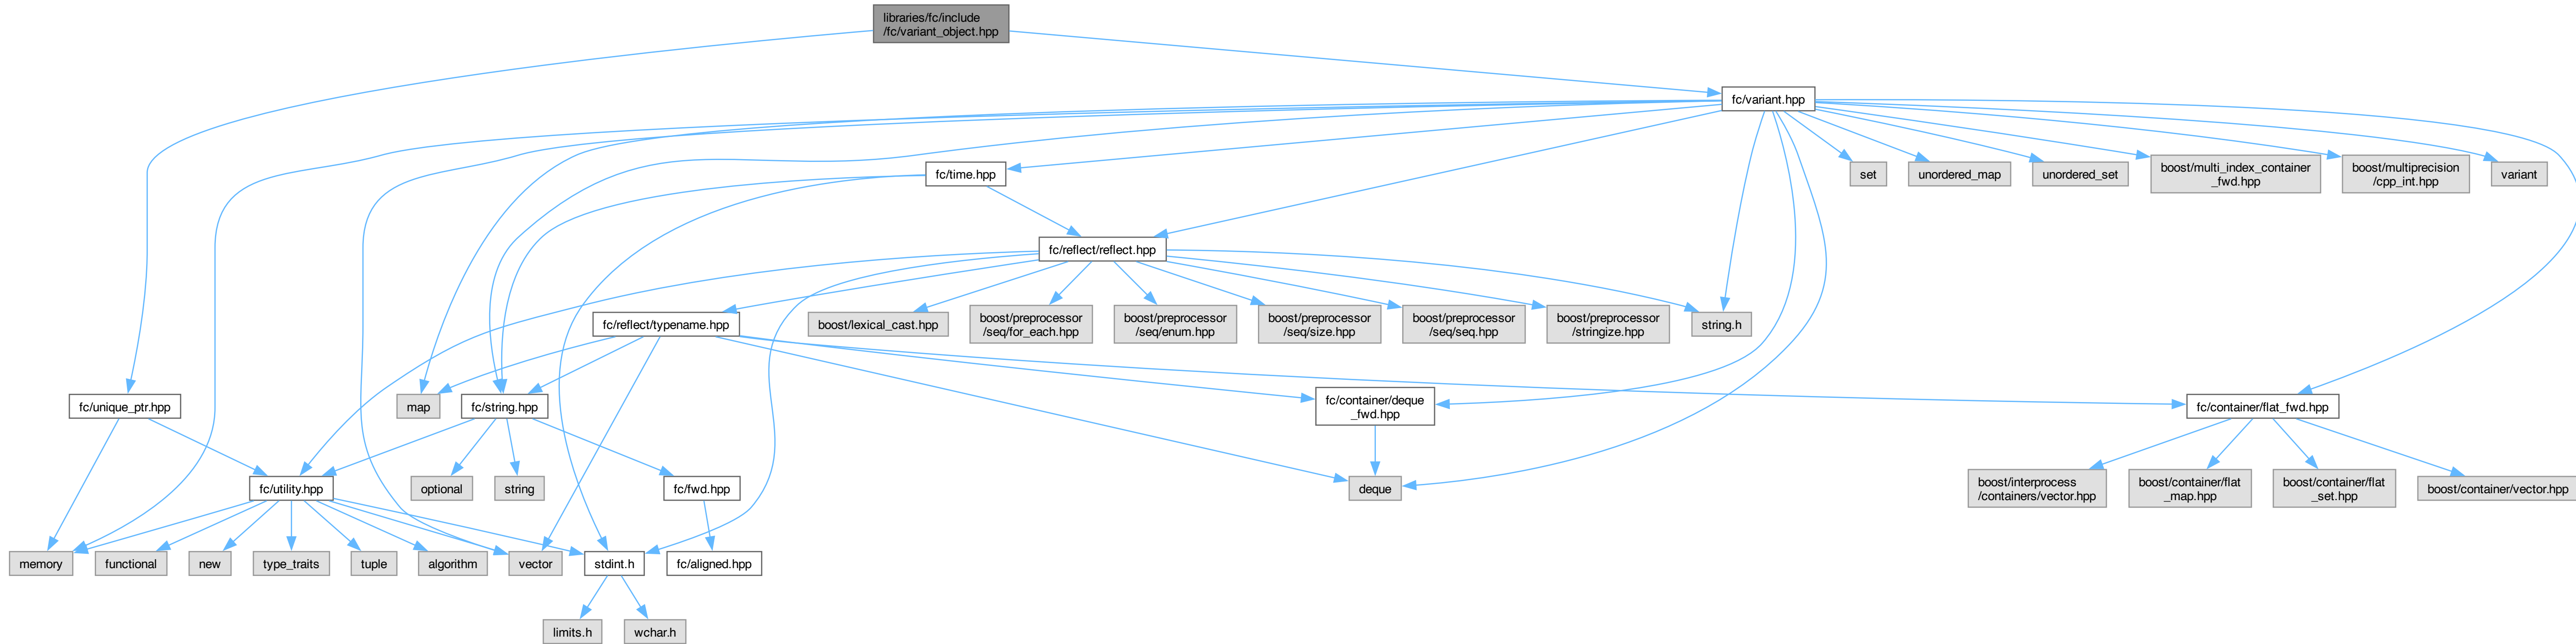 libraries/fc/include
/fc/variant_object.hpp
fc/variant.hpp
fc/time.hpp
set
unordered_map
unordered_set
boost/multi_index_container
_fwd.hpp
boost/multiprecision
/cpp_int.hpp
variant
fc/reflect/reflect.hpp
fc/reflect/typename.hpp
boost/lexical_cast.hpp
boost/preprocessor
/seq/for_each.hpp
boost/preprocessor
/seq/enum.hpp
boost/preprocessor
/seq/size.hpp
boost/preprocessor
/seq/seq.hpp
boost/preprocessor
/stringize.hpp
string.h
fc/unique_ptr.hpp
map
fc/string.hpp
fc/container/deque
_fwd.hpp
fc/container/flat_fwd.hpp
fc/utility.hpp
optional
string
fc/fwd.hpp
deque
boost/interprocess
/containers/vector.hpp
boost/container/flat
_map.hpp
boost/container/flat
_set.hpp
boost/container/vector.hpp
memory
functional
new
type_traits
tuple
algorithm
vector
stdint.h
fc/aligned.hpp
limits.h
wchar.h